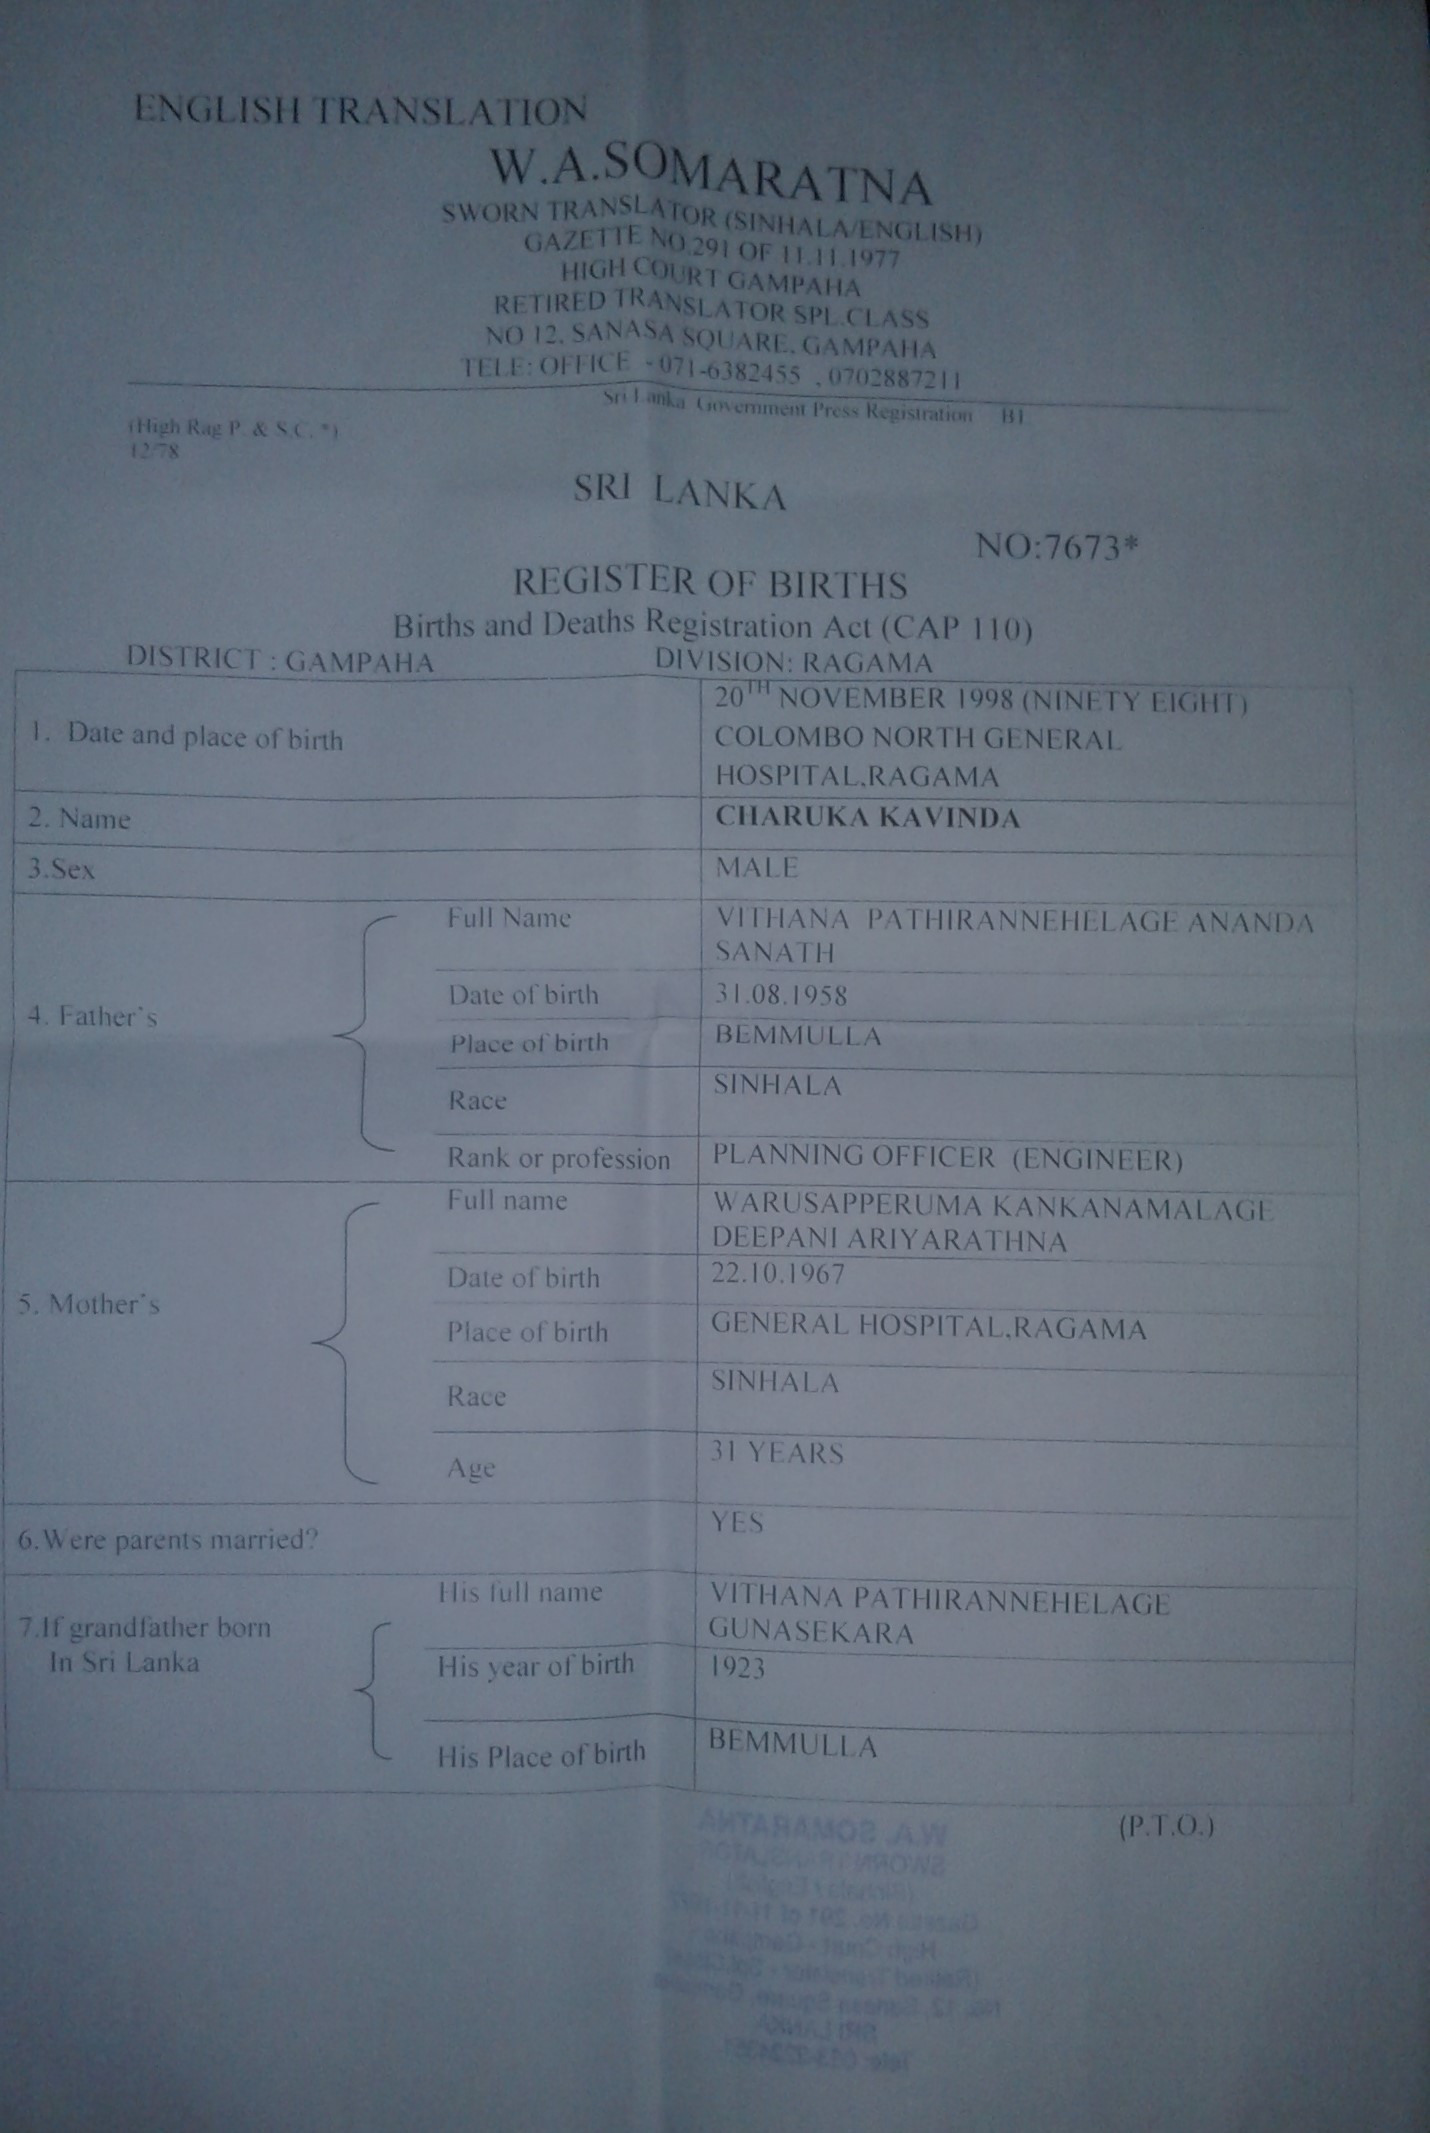 ENGLISH TRANSLATION
W.A.SOMARATNA
SWORN TRANSLATOR (SINHALA/ENGLISH)
GAZETTE NO.291 OF 11.11.1977
HIGH COURT GAMPAHA
RETIRED TRANSLATOR SPL.CLASS
NO 12, SANASA SQUARE, GAMPAHA
TELE: OFFICE - 071-6382455 , 0702887211
Sri Lanka Government Press Registration B1
(High Rag P. & S.C. *)
12/78
SRI LANKA
NO:7673*
REGISTER OF BIRTHS
Births and Deaths Registration Act (CAP 110)
DISTRICT : GAMPAHA DIVISION: RAGAMA
1. Date and place of birth
20TH NOVEMBER 1998 (NINETY EIGHT)
COLOMBO NORTH GENERAL
HOSPITAL,RAGAMA
2. Name CHARUKA KAVINDA
3.Sex MALE
4. Father's
Full Name VITHANA PATHIRANNEHELAGE ANANDA
SANATH
Date of birth 31.08.1958
Place of birth BEMMULLA
Race SINHALA
Rank or profession PLANNING OFFICER (ENGINEER)
5. Mother's
Full name WARUSAPPERUMA KANKANAMALAGE
DEEPANI ARIYARATHNA
Date of birth 22.10.1967
Place of birth GENERAL HOSPITAL,RAGAMA
Race SINHALA
Age 31 YEARS
6.Were parents married? YES
7.If grandfather born
In Sri Lanka
His full name VITHANA PATHIRANNEHELAGE
GUNASEKARA
His year of birth 1923
His Place of birth BEMMULLA
(P.T.O.)
W.A. SOMARATNA
SWORN TRANSLATOR
(Sinhala / English)
Gazette No. 291 of 11-11-1977
High Court - Gampaha
(Retired Translator - Spl.Class)
No. 12, Sanasa Square, Gampaha
SRI LANKA